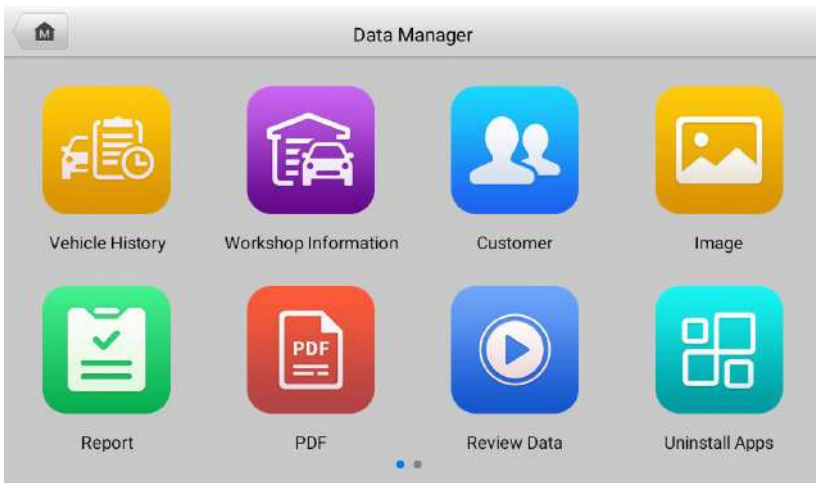 M
Data Manager
Vehicle History
Workshop Information
Customer
Image
PDF
Report
PDF
Review Data
Uninstall Apps